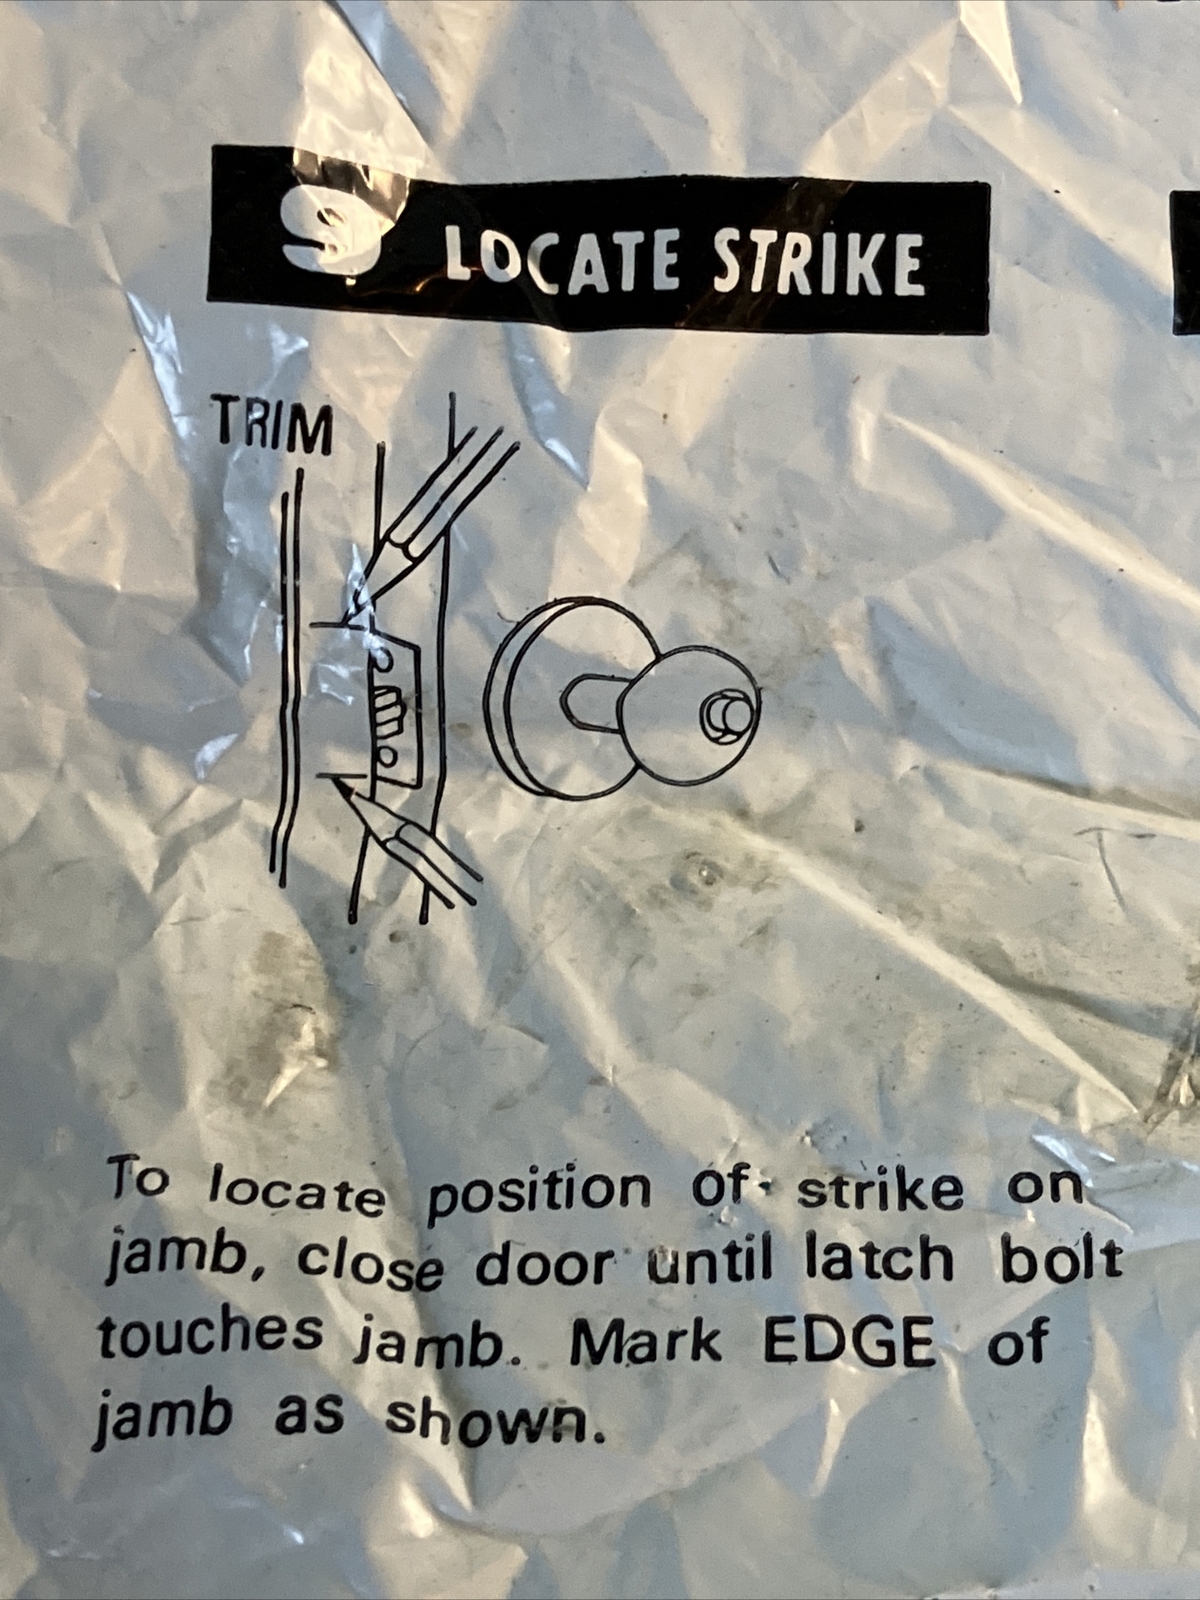 9 LOCATE STRIKE
TRIM
To locate position of strike on
jamb, close door until latch bolt
touches jamb. Mark EDGE of
jamb as shown.